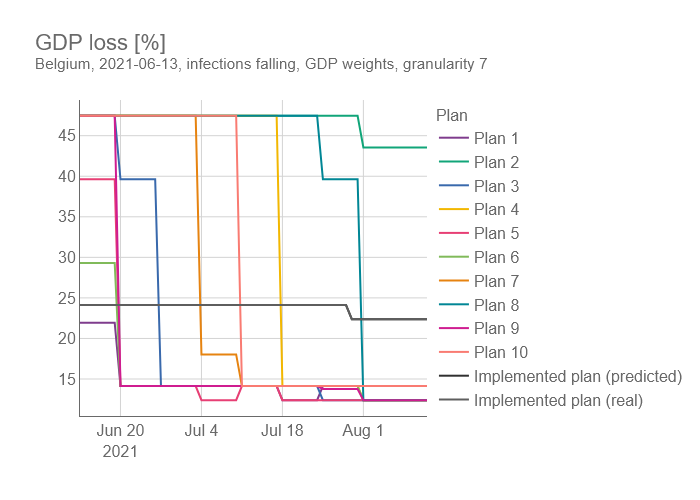 GDP loss [%]
Belgium, 2021-06-13, infections falling, GDP weights, granularity 7
Plan
45
40
35
30
25
20
15
Jun 20
2021
Jul 4
Jul 18
Aug 1
Plan 1
Plan 2
Plan 3
Plan 4
Plan 5
Plan 6
Plan 7
Plan 8
Plan 9
Plan 10
Implemented plan (predicted)
Implemented plan (real)